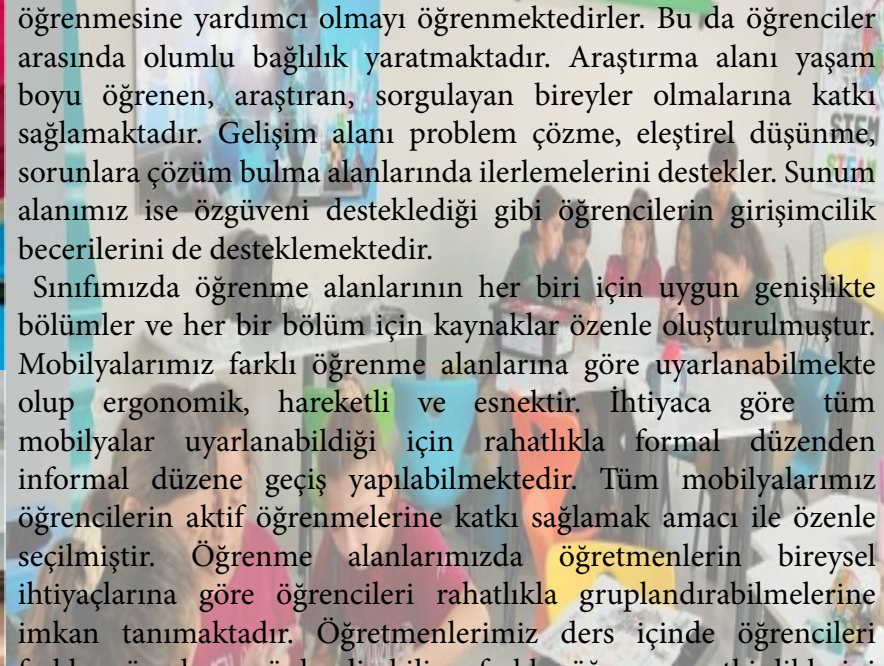 öğrenmesine yardımcı olmayı öğrenmektedirler. Bu da öğrenciler
arasında olumlu bağlılık yaratmaktadır. Araştırma alanı yaşam
boyu öğrenen, araştıran, sorgulayan bireyler olmalarına katkı
sağlamaktadır. Gelişim alanı problem çözme, eleştirel düşünme,
sorunlara çözüm bulma alanlarında ilerlemelerini destekler. Sunum
alanımız ise özgüveni desteklediği gibi öğrencilerin girişimcilik
becerilerini de desteklemektedir.
Sınıfımızda öğrenme alanlarının her biri için uygun genişlikte
bölümler ve her bir bölüm için kaynaklar özenle oluşturulmuştur.
Mobilyalarımız farklı öğrenme alanlarına göre uyarlanabilmekte
olup ergonomik, hareketli ve esnektir. İhtiyaca göre tüm
mobilyalar uyarlanabildiği için rahatlıkla formal düzenden
informal düzene geçiş yapılabilmektedir. Tüm mobilyalarımız
öğrencilerin aktif öğrenmelerine katkı sağlamak amacı ile özenle
seçilmiştir. Öğrenme alanlarımızda öğretmenlerin bireysel
ihtiyaçlarına göre öğrencileri rahatlıkla gruplandırabilmelerine
imkan tanımaktadır. Öğretmenlerimiz ders içinde öğrencileri
STEM
STEAM